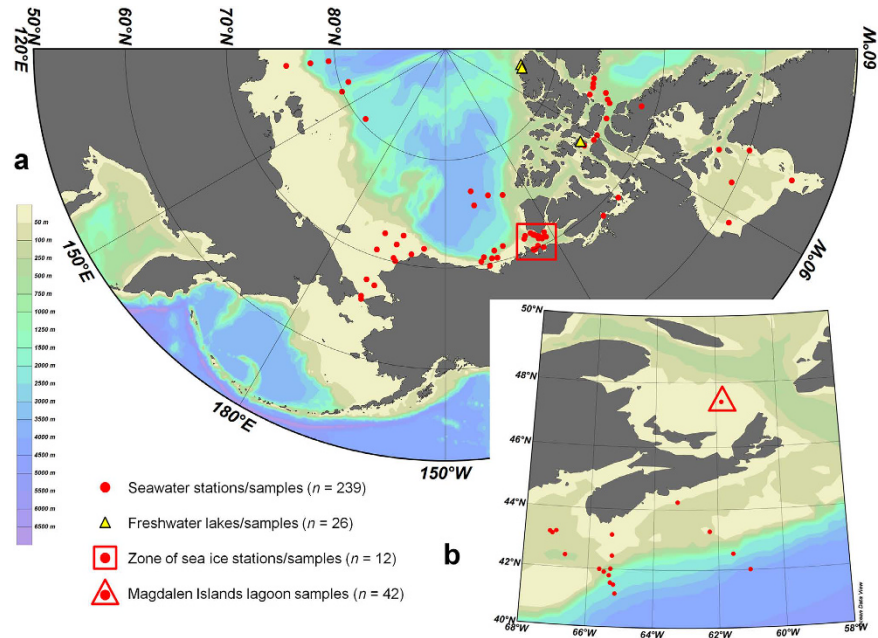 50°N
60°N
70°N
80°N
120°E
60°W
a
50 m
100 m
250 m
500 m
750 m
1000 m
1500 m
2000 m
2500 m
3000 m
3500 m
4000 m
4500 m
5000 m
5500 m
6000 m
6500 m
150°E
180°E
150°W
90°W
Seawater stations/samples (n = 239)
Freshwater lakes/samples (n = 26)
Zone of sea ice stations/samples (n = 12)
Magdalen Islands lagoon samples (n = 42)
b
50°N
48°N
46°N
44°N
42°N
40°N
68°W
66°W
64°W
62°W
60°W
58°W
Ocean Data View